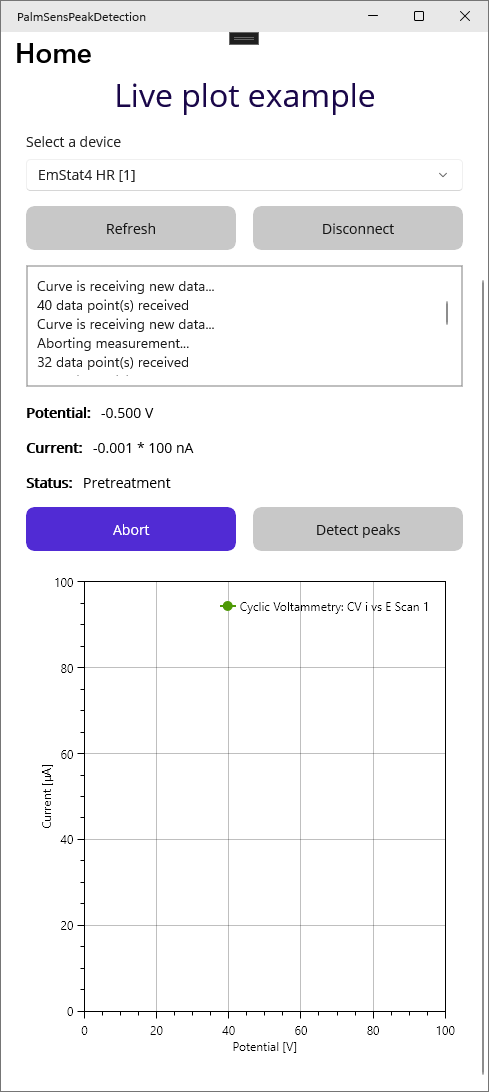 PalmSensPeakDetection
Home
Live plot example
Select a device
EmStat4 HR [1]
Refresh Disconnect
Curve is receiving new data...
40 data point(s) received
Curve is receiving new data...
Aborting measurement...
32 data point(s) received
Potential: -0.500 V
Current: -0.001 * 100 nA
Status: Pretreatment
Abort Detect peaks
100
Cyclic Voltammetry: CV i vs E Scan 1
80
60
Current [µA]
40
20
0
0 20 40 60 80 100
Potential [V]